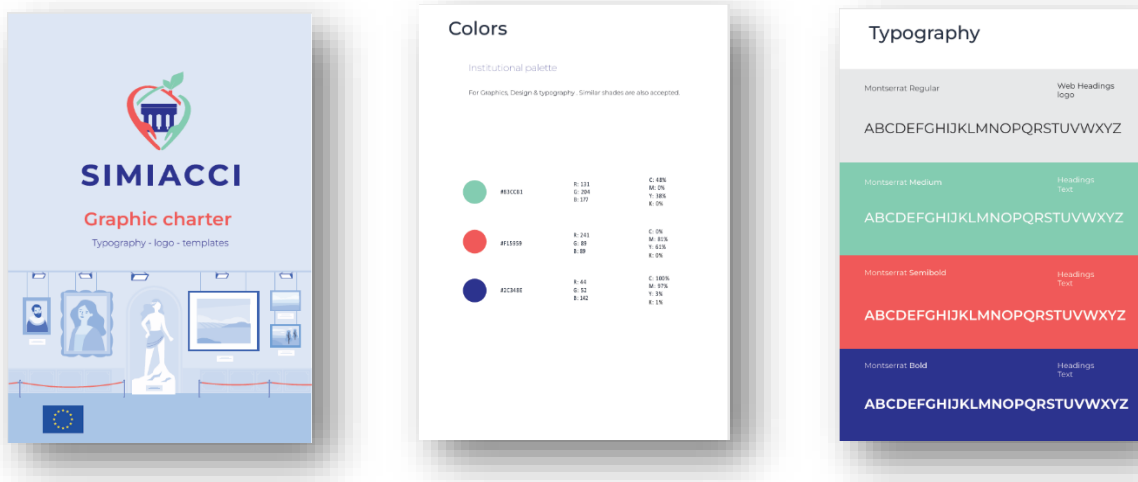 SIMIACCI
Graphic charter
Typography - logo - templates
Colors
Institutional palette
For Graphics, Design & typography. Similar shades are also accepted.
R: 131
G: 204
B: 177
C: 48%
M: 0%
Y: 38%
K: 0%
#F15959
R: 241
G: 89
B: 89
C: 0%
M: 81%
Y: 61%
K: 0%
#2C348E
R: 44
G: 52
B: 142
C: 100%
M: 97%
Y: 3%
K: 1%
Typography
Montserrat Regular
Web Headings
logo
ABCDEFGHIJKLMNOPQRSTUVWXYZ
Montserrat Medium
Headings
Text
ABCDEFGHIJKLMNOPQRSTUVWXYZ
Montserrat Semibold
Headings
Text
ABCDEFGHIJKLMNOPQRSTUVWXYZ
Montserrat Bold
Headings
Text
ABCDEFGHIJKLMNOPQRSTUVWXYZ